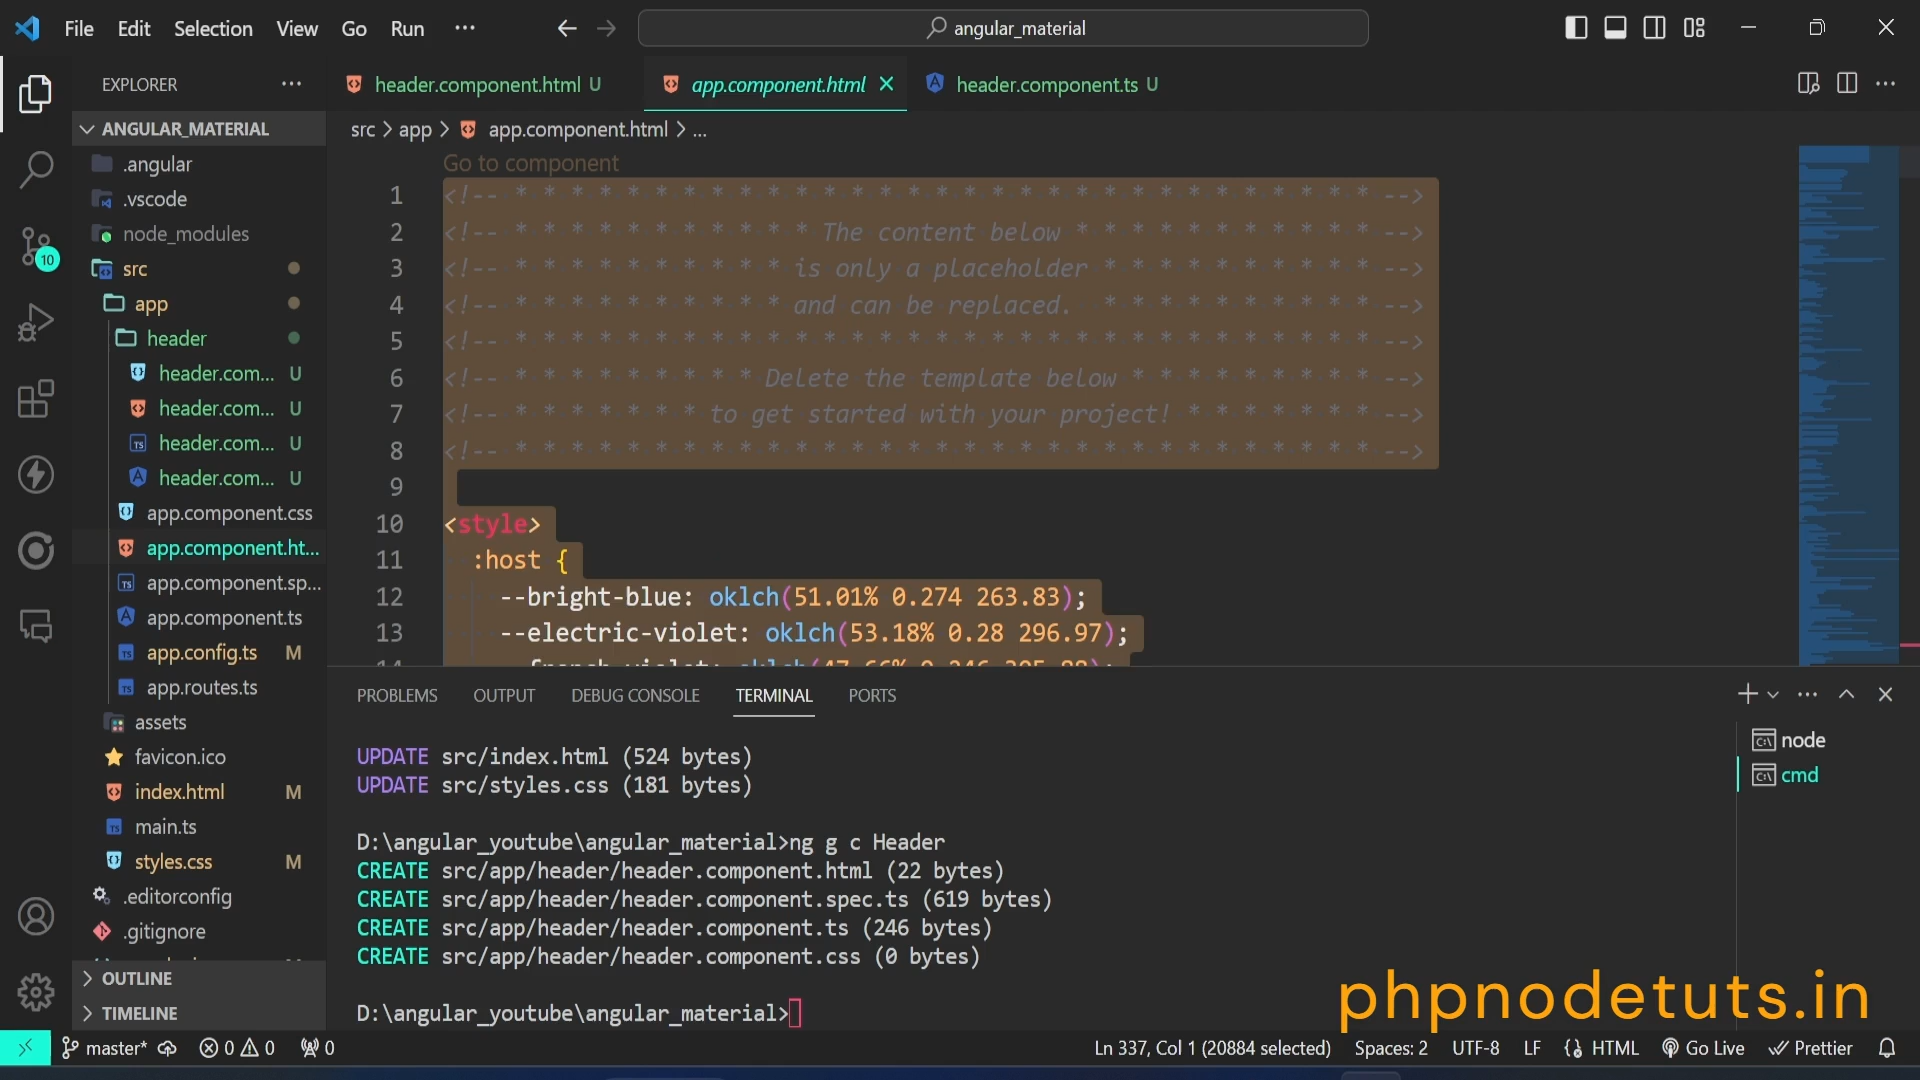 File Edit Selection View Go Run ···
angular_material
EXPLORER
header.component.html U
app.component.html
header.component.ts U
ANGULAR_MATERIAL
src > app > app.component.html > ...
.angular
.vscode
node_modules
src
app
header
header.com... U
header.com... U
header.com... U
header.com... U
app.component.css
app.component.ht...
app.component.sp...
app.component.ts
app.config.ts M
app.routes.ts
assets
favicon.ico
index.html M
main.ts
styles.css M
.editorconfig
.gitignore
OUTLINE
TIMELINE
10
Go to component
1 <!-- * * * * * * * * * * * * * * * * * * * * * * * * * * * * * * * -->
2 <!-- * * * * * * * * * * * The content below * * * * * * * * * * * -->
3 <!-- * * * * * * * * * * is only a placeholder * * * * * * * * * * -->
4 <!-- * * * * * * * * * * and can be replaced.  * * * * * * * * * * -->
5 <!-- * * * * * * * * * * * * * * * * * * * * * * * * * * * * * * * -->
6 <!-- * * * * * * * * * Delete the template below * * * * * * * * * -->
7 <!-- * * * * * * * to get started with your project! * * * * * * * -->
8 <!-- * * * * * * * * * * * * * * * * * * * * * * * * * * * * * * * -->
9
10 <style>
11 :host {
12 --bright-blue: oklch(51.01% 0.274 263.83);
13 --electric-violet: oklch(53.18% 0.28 296.97);
PROBLEMS OUTPUT DEBUG CONSOLE TERMINAL PORTS
UPDATE src/index.html (524 bytes)
UPDATE src/styles.css (181 bytes)
D:\angular_youtube\angular_material>ng g c Header
CREATE src/app/header/header.component.html (22 bytes)
CREATE src/app/header/header.component.spec.ts (619 bytes)
CREATE src/app/header/header.component.ts (246 bytes)
CREATE src/app/header/header.component.css (0 bytes)
D:\angular_youtube\angular_material>
node
cmd
phpnodetuts.in
master* 0 0 0
Ln 337, Col 1 (20884 selected) Spaces: 2 UTF-8 LF HTML Go Live Prettier